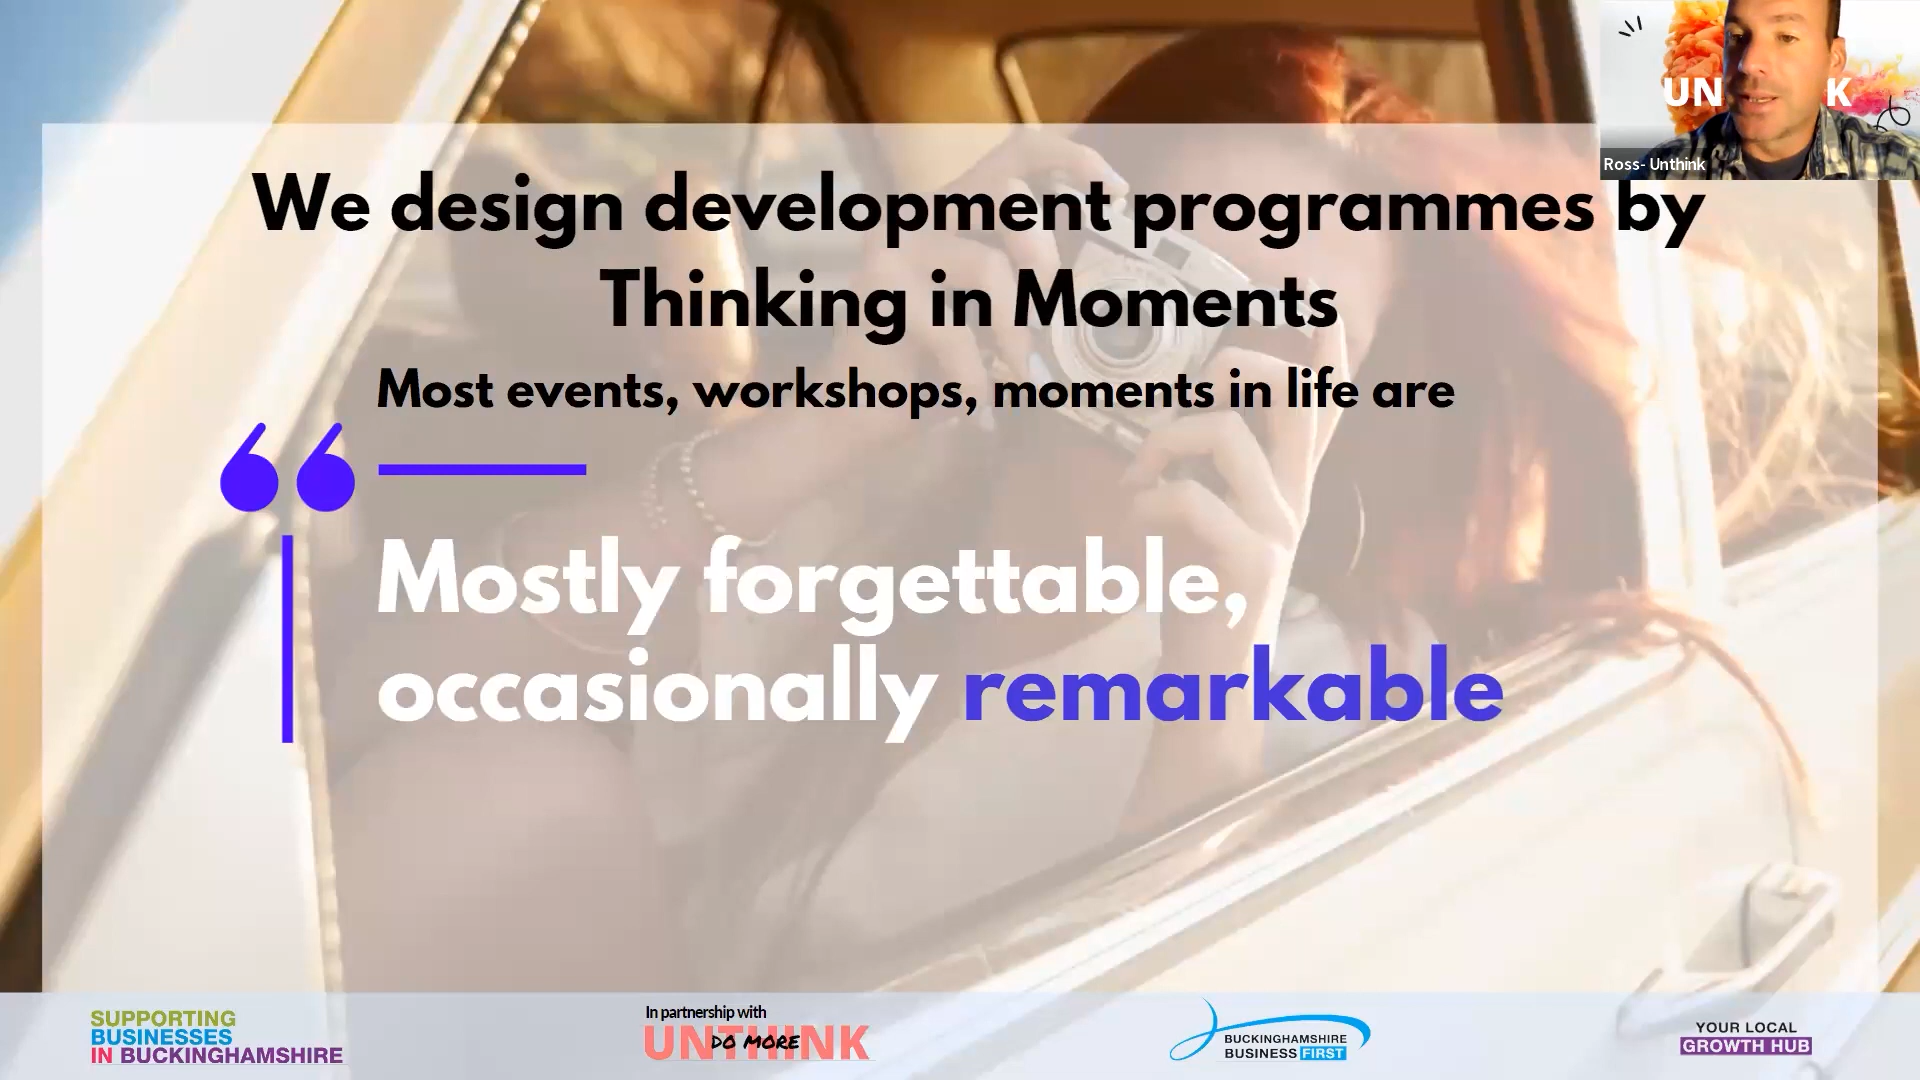 UN K
Ross- Unthink
We design development programmes by
Thinking in Moments
Most events, workshops, moments in life are
Mostly forgettable,
occasionally remarkable
SUPPORTING
BUSINESSES
IN BUCKINGHAMSHIRE
In partnership with
UNTHINK
DO MORE
BUCKINGHAMSHIRE
BUSINESS FIRST
YOUR LOCAL
GROWTH HUB